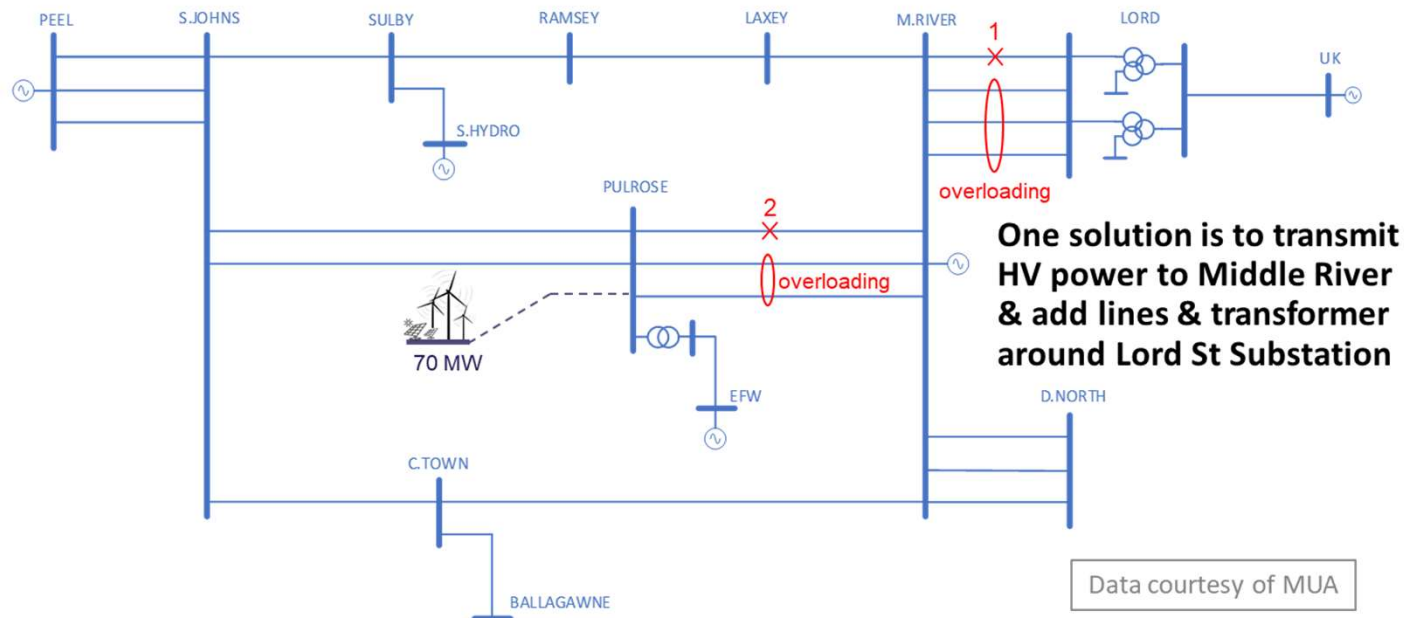 PEEL
S.JOHNS
SULBY
RAMSEY
LAXEY
M.RIVER
LORD
UK
1
S.HYDRO
PULROSE
overloading
2
overloading
One solution is to transmit
HV power to Middle River
& add lines & transformer
around Lord St Substation
70 MW
EFW
D.NORTH
C.TOWN
BALLAGAWNE
Data courtesy of MUA